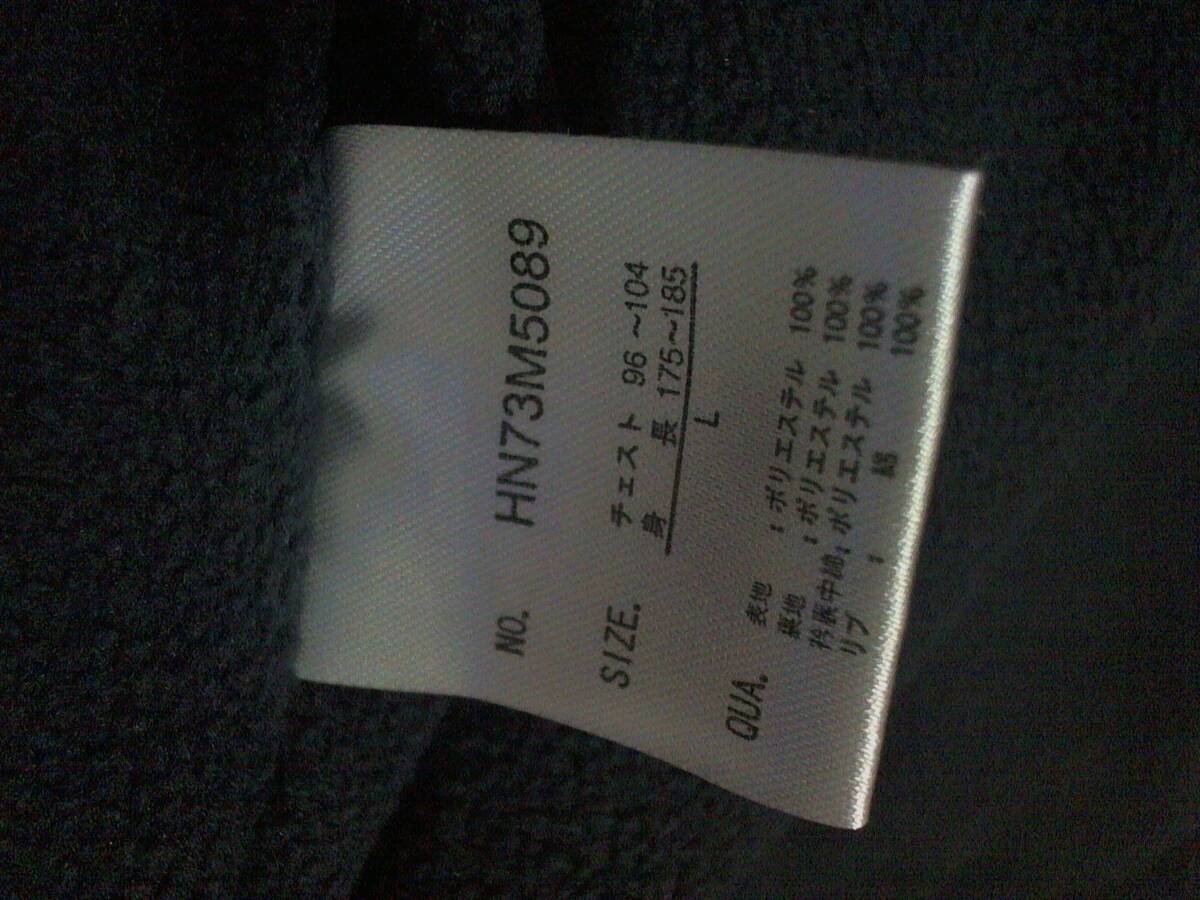 NO. HN73M5089
SIZE. チェスト 96 ~104
身 長 175~185
L
QUA. 表地 : ポリエステル 100%
裏地 : ポリエステル 100%
衿裏中綿: ポリエステル 100%
リブ : 綿 100%